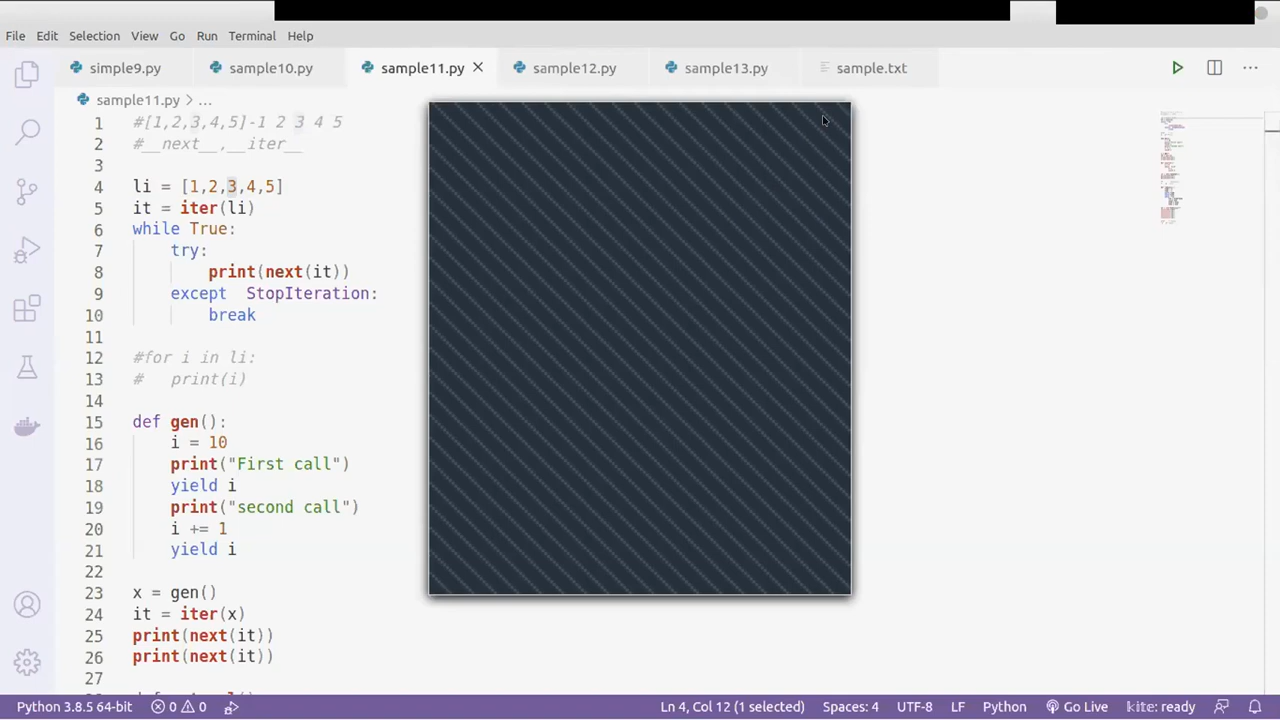 File Edit Selection View Go Run Terminal Help
simple9.py sample10.py sample11.py sample12.py sample13.py sample.txt
sample11.py > ...
1 #[1,2,3,4,5]-1 2 3 4 5
2 #__next__,__iter__
3
4 li = [1,2,3,4,5]
5 it = iter(li)
6 while True:
7 try:
8 print(next(it))
9 except  StopIteration:
10 break
11
12 #for i in li:
13 #   print(i)
14
15 def gen():
16 i = 10
17 print("First call")
18 yield i
19 print("second call")
20 i += 1
21 yield i
22
23 x = gen()
24 it = iter(x)
25 print(next(it))
26 print(next(it))
27
Python 3.8.5 64-bit 0 0 Ln 4, Col 12 (1 selected) Spaces: 4 UTF-8 LF Python Go Live kite: ready